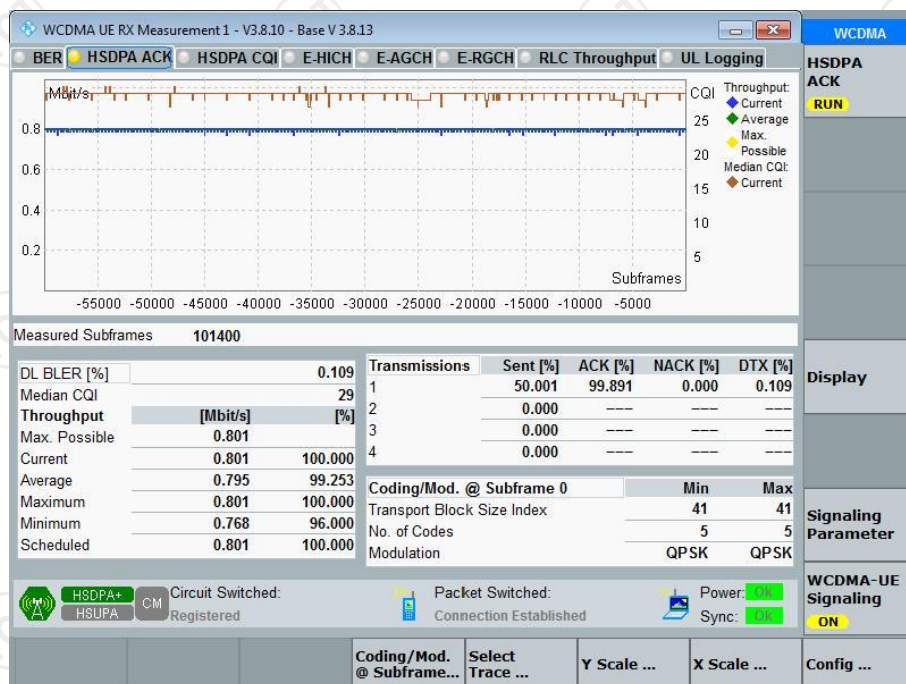 WCDMA UE RX Measurement 1 - V3.8.10 - Base V 3.8.13
WCDMA
BER HSDPA ACK HSDPA CQI E-HICH E-AGCH E-RGCH RLC Throughput UL Logging
HSDPA
ACK
RUN
Mbit/s
CQI
0.8
0.6
0.4
0.2
25
20
15
10
5
Throughput:
Current
Average
Max.
Possible
Median CQI:
Current
Subframes
-55000 -50000 -45000 -40000 -35000 -30000 -25000 -20000 -15000 -10000 -5000
Measured Subframes 101400
DL BLER [%] 0.109
Median CQI 29
Throughput [Mbit/s] [%]
Max. Possible 0.801
Current 0.801 100.000
Average 0.795 99.253
Maximum 0.801 100.000
Minimum 0.768 96.000
Scheduled 0.801 100.000
Transmissions Sent [%] ACK [%] NACK [%] DTX [%]
1 50.001 99.891 0.000 0.109
2 0.000 --- --- ---
3 0.000 --- --- ---
4 0.000 --- --- ---
Coding/Mod. @ Subframe 0 Min Max
Transport Block Size Index 41 41
No. of Codes 5 5
Modulation QPSK QPSK
Display
Signaling
Parameter
HSDPA+
HSUPA
CM
Circuit Switched:
Registered
Packet Switched:
Connection Established
Power: Ok
Sync: Ok
WCDMA-UE
Signaling
ON
Coding/Mod.
@ Subframe...
Select
Trace ...
Y Scale ...
X Scale ...
Config ...